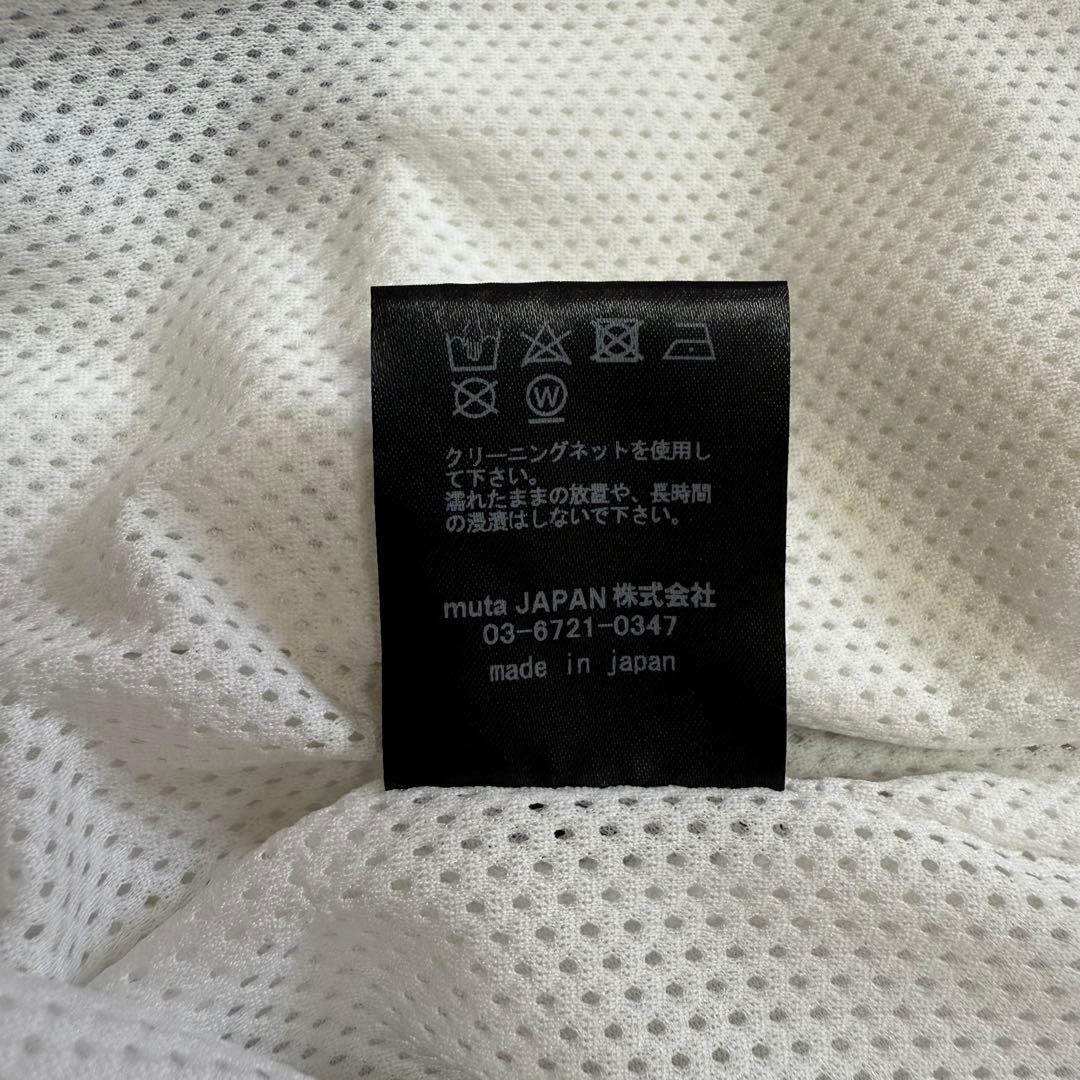 W
クリーニングネットを使用し
て下さい。
濡れたままの放置や、長時間
の浸漬はしないで下さい。
muta JAPAN 株式会社
03-6721-0347
made in japan